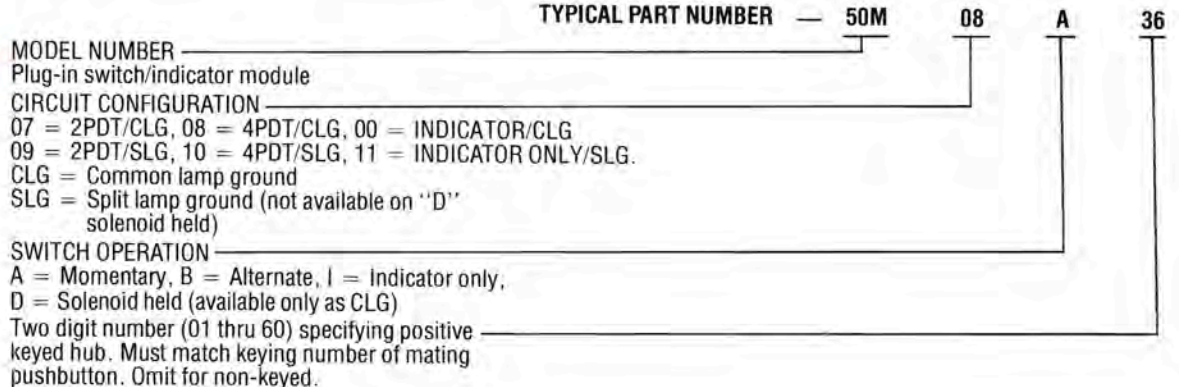 TYPICAL PART NUMBER — 50M 08 A 36
MODEL NUMBER
Plug-in switch/indicator module
CIRCUIT CONFIGURATION
07 = 2PDT/CLG, 08 = 4PDT/CLG, 00 = INDICATOR/CLG
09 = 2PDT/SLG, 10 = 4PDT/SLG, 11 = INDICATOR ONLY/SLG.
CLG = Common lamp ground
SLG = Split lamp ground (not available on "D"
solenoid held)
SWITCH OPERATION
A = Momentary, B = Alternate, I = Indicator only,
D = Solenoid held (available only as CLG)
Two digit number (01 thru 60) specifying positive
keyed hub. Must match keying number of mating
pushbutton. Omit for non-keyed.